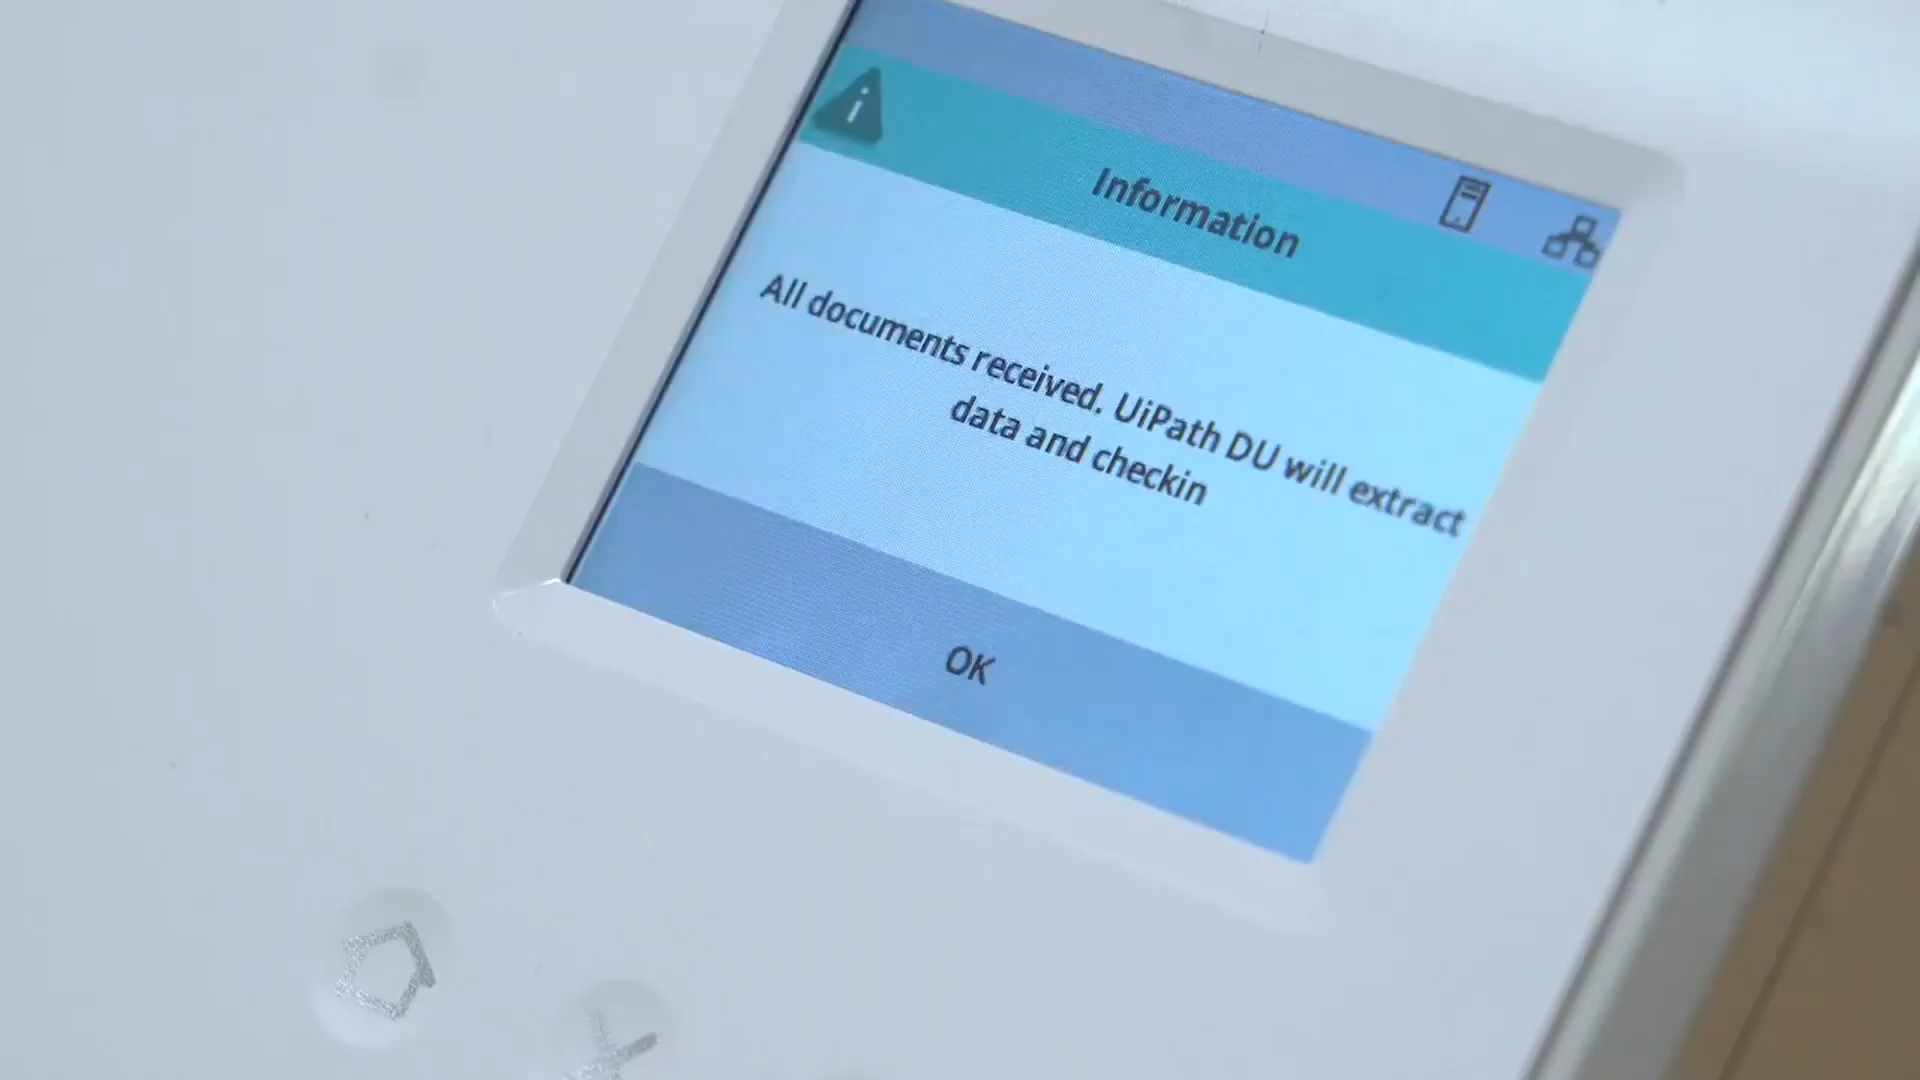 Information
All documents received. UiPath DU will extract
data and checkin
OK